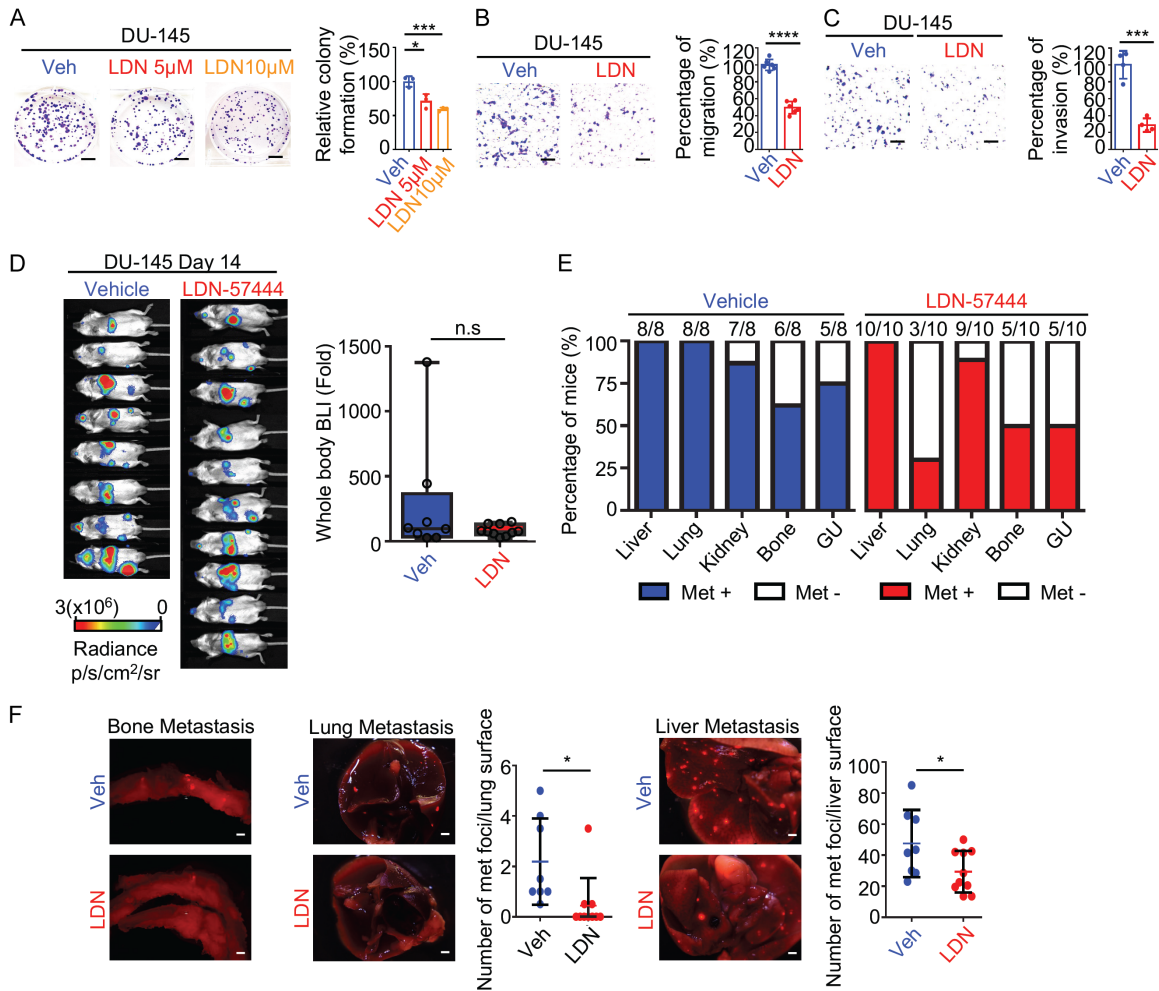 A
DU-145
Veh
LDN 5µM
LDN10µM
Relative colony
formation (%)
150
100
50
0
***
*
Veh
LDN 5µM
LDN10µM
B
DU-145
Veh
LDN
Percentage of
migration (%)
120
100
80
60
40
20
0
****
Veh
LDN
C
DU-145
Veh
LDN
Percentage of
invasion (%)
120
100
80
60
40
20
0
***
Veh
LDN
D
DU-145 Day 14
Vehicle
LDN-57444
3(x10⁶)
0
Radiance
p/s/cm²/sr
Whole body BLI (Fold)
1500
1000
500
0
n.s
Veh
LDN
E
Vehicle
LDN-57444
8/8 8/8 7/8 6/8 5/8
10/10 3/10 9/10 5/10 5/10
Percentage of mice (%)
100
75
50
25
0
Liver
Lung
Kidney
Bone
GU
Liver
Lung
Kidney
Bone
GU
Met +
Met -
Met +
Met -
F
Bone Metastasis
Veh
LDN
Lung Metastasis
Veh
LDN
Number of met foci/lung surface
6
4
2
0
*
Veh
LDN
Liver Metastasis
Veh
LDN
Number of met foci/liver surface
100
80
60
40
20
0
*
Veh
LDN